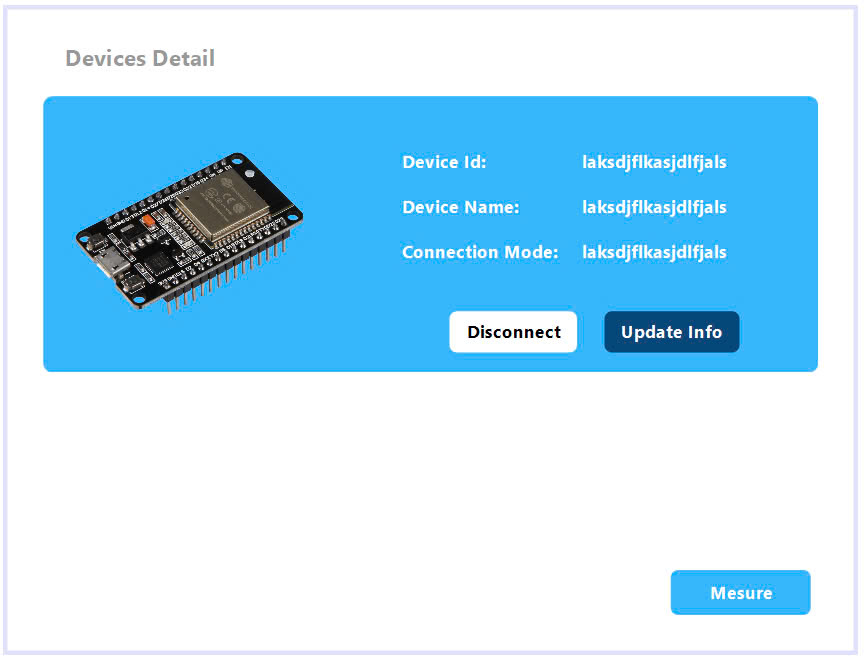 Devices Detail
Device Id: laksdjflkasjdlfjals
Device Name: laksdjflkasjdlfjals
Connection Mode: laksdjflkasjdlfjals
Disconnect Update Info
Mesure